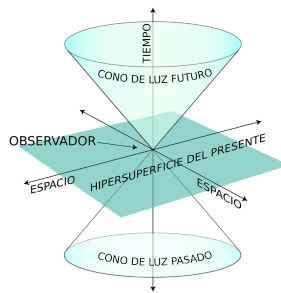 TIEMPO
CONO DE LUZ FUTURO
OBSERVADOR
HIPERSUPERFICIE DEL PRESENTE
ESPACIO
ESPACIO
CONO DE LUZ PASADO